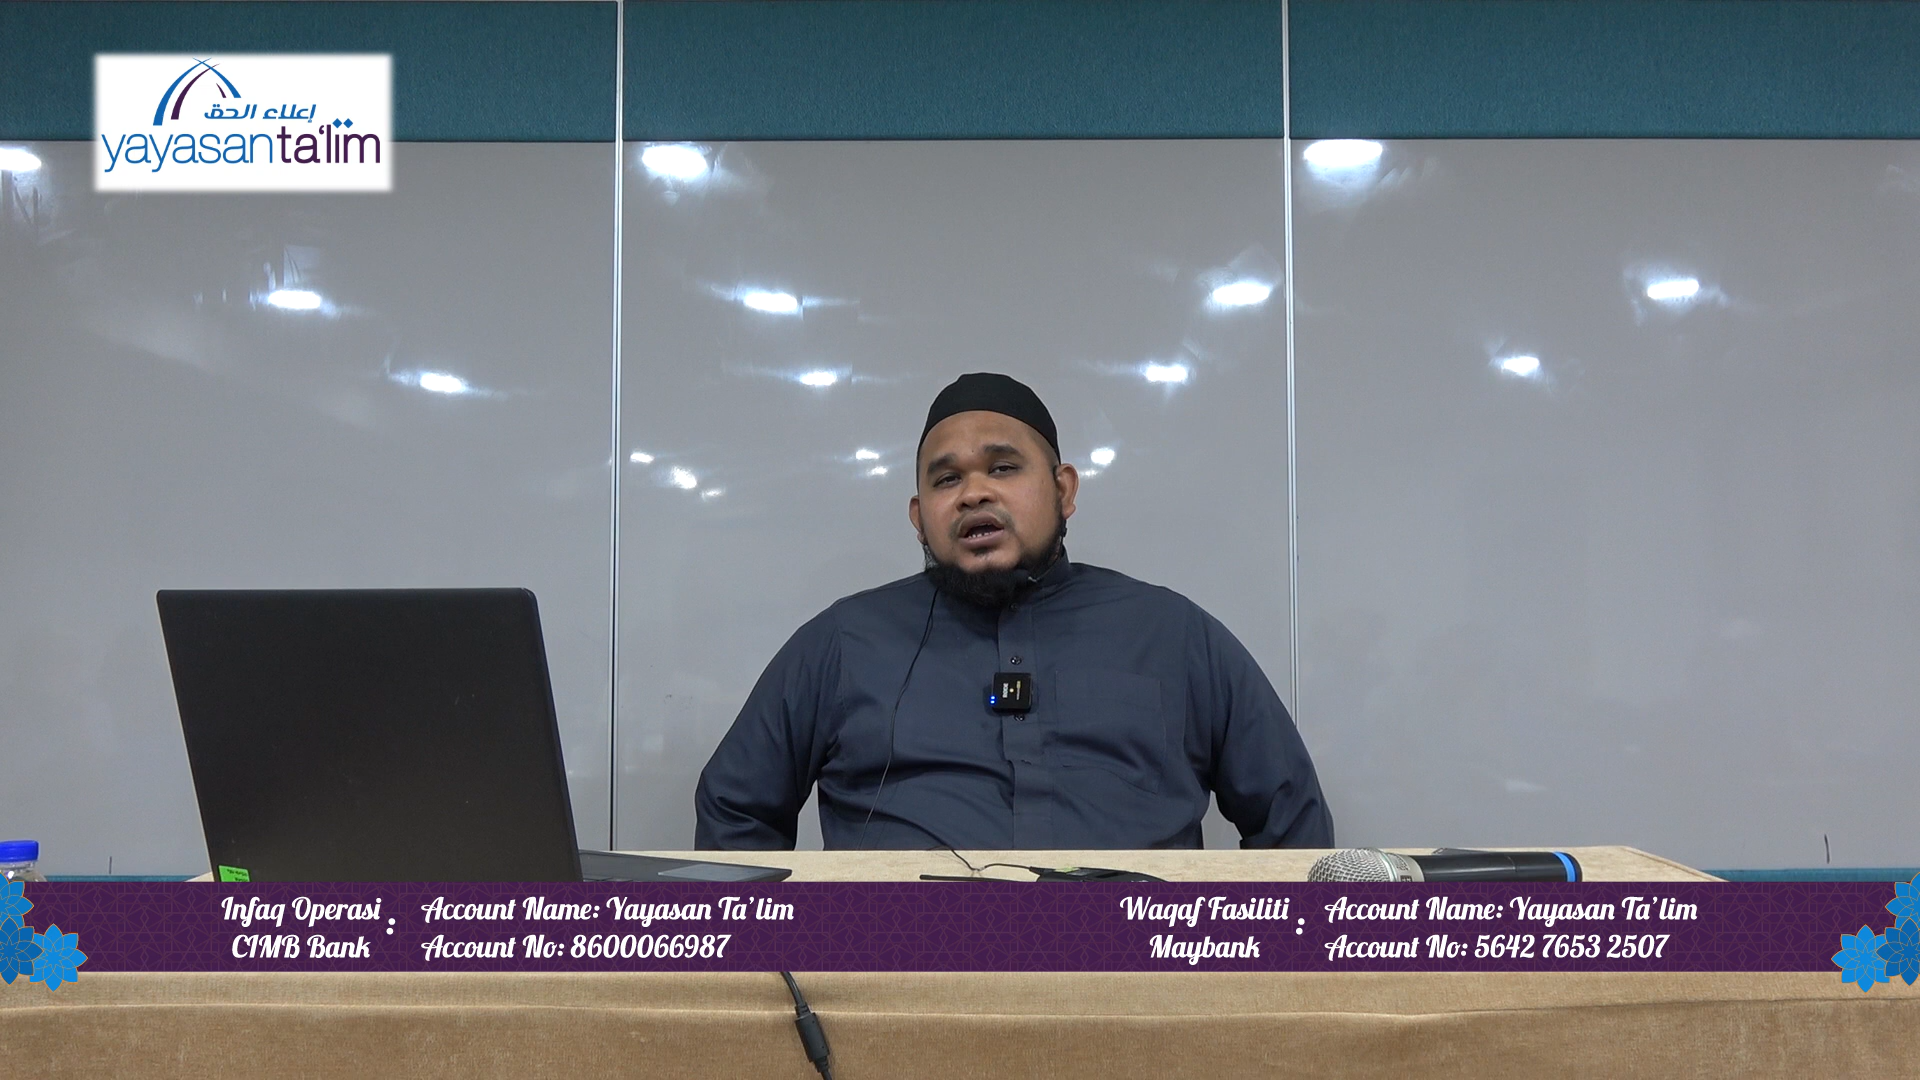 إعلاء الحق
yayasanta'lim
RODE
Infaq Operasi
CIMB Bank
:
Account Name: Yayasan Ta'lim
Account No: 8600066987
Waqaf Fasiliti
Maybank
:
Account Name: Yayasan Ta'lim
Account No: 5642 7653 2507